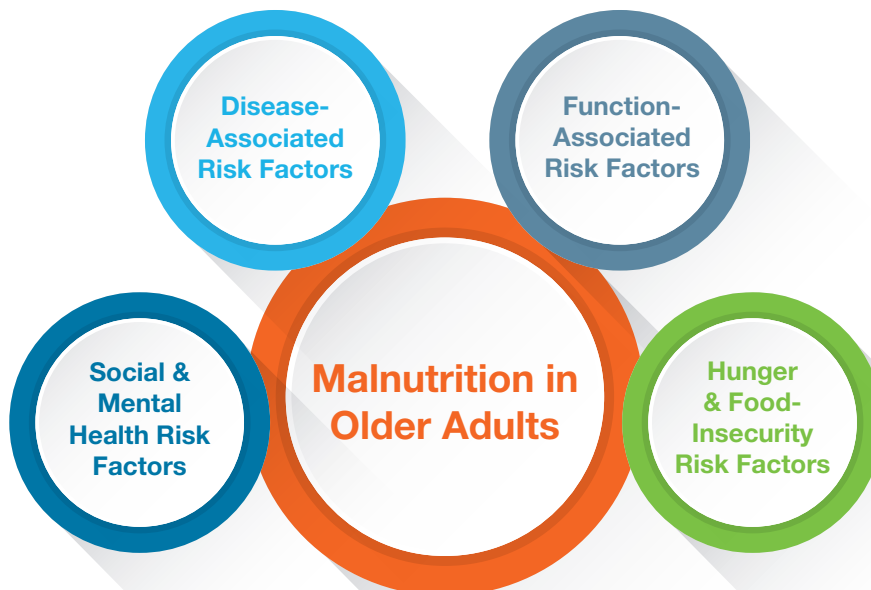 Disease-
Associated
Risk Factors
Function-
Associated
Risk Factors
Social &
Mental
Health Risk
Factors
Malnutrition in
Older Adults
Hunger
& Food-
Insecurity
Risk Factors